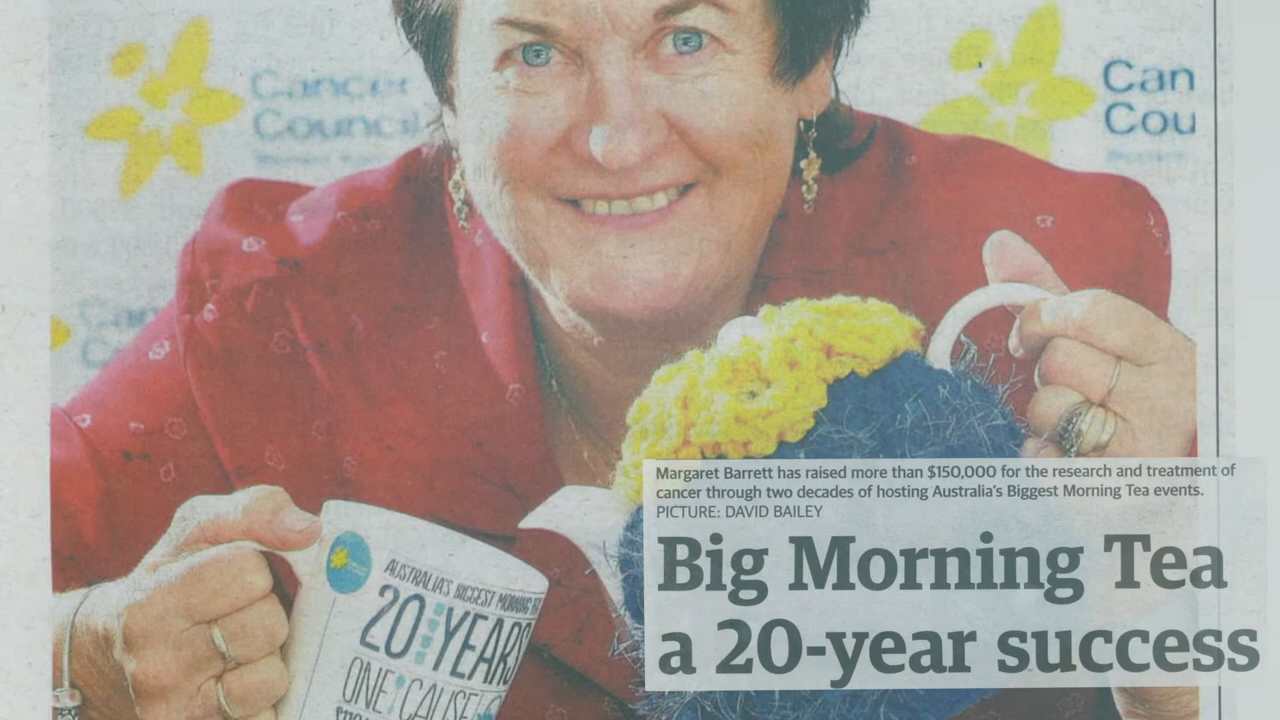 Cancer
Council
Can
Cou
Can
C
Margaret Barrett has raised more than $150,000 for the research and treatment of
cancer through two decades of hosting Australia's Biggest Morning Tea events.
PICTURE: DAVID BAILEY
Big Morning Tea
a 20-year success
AUSTRALIA'S BIGGEST MORNING TE
20 YEARS
ONE CAUSE